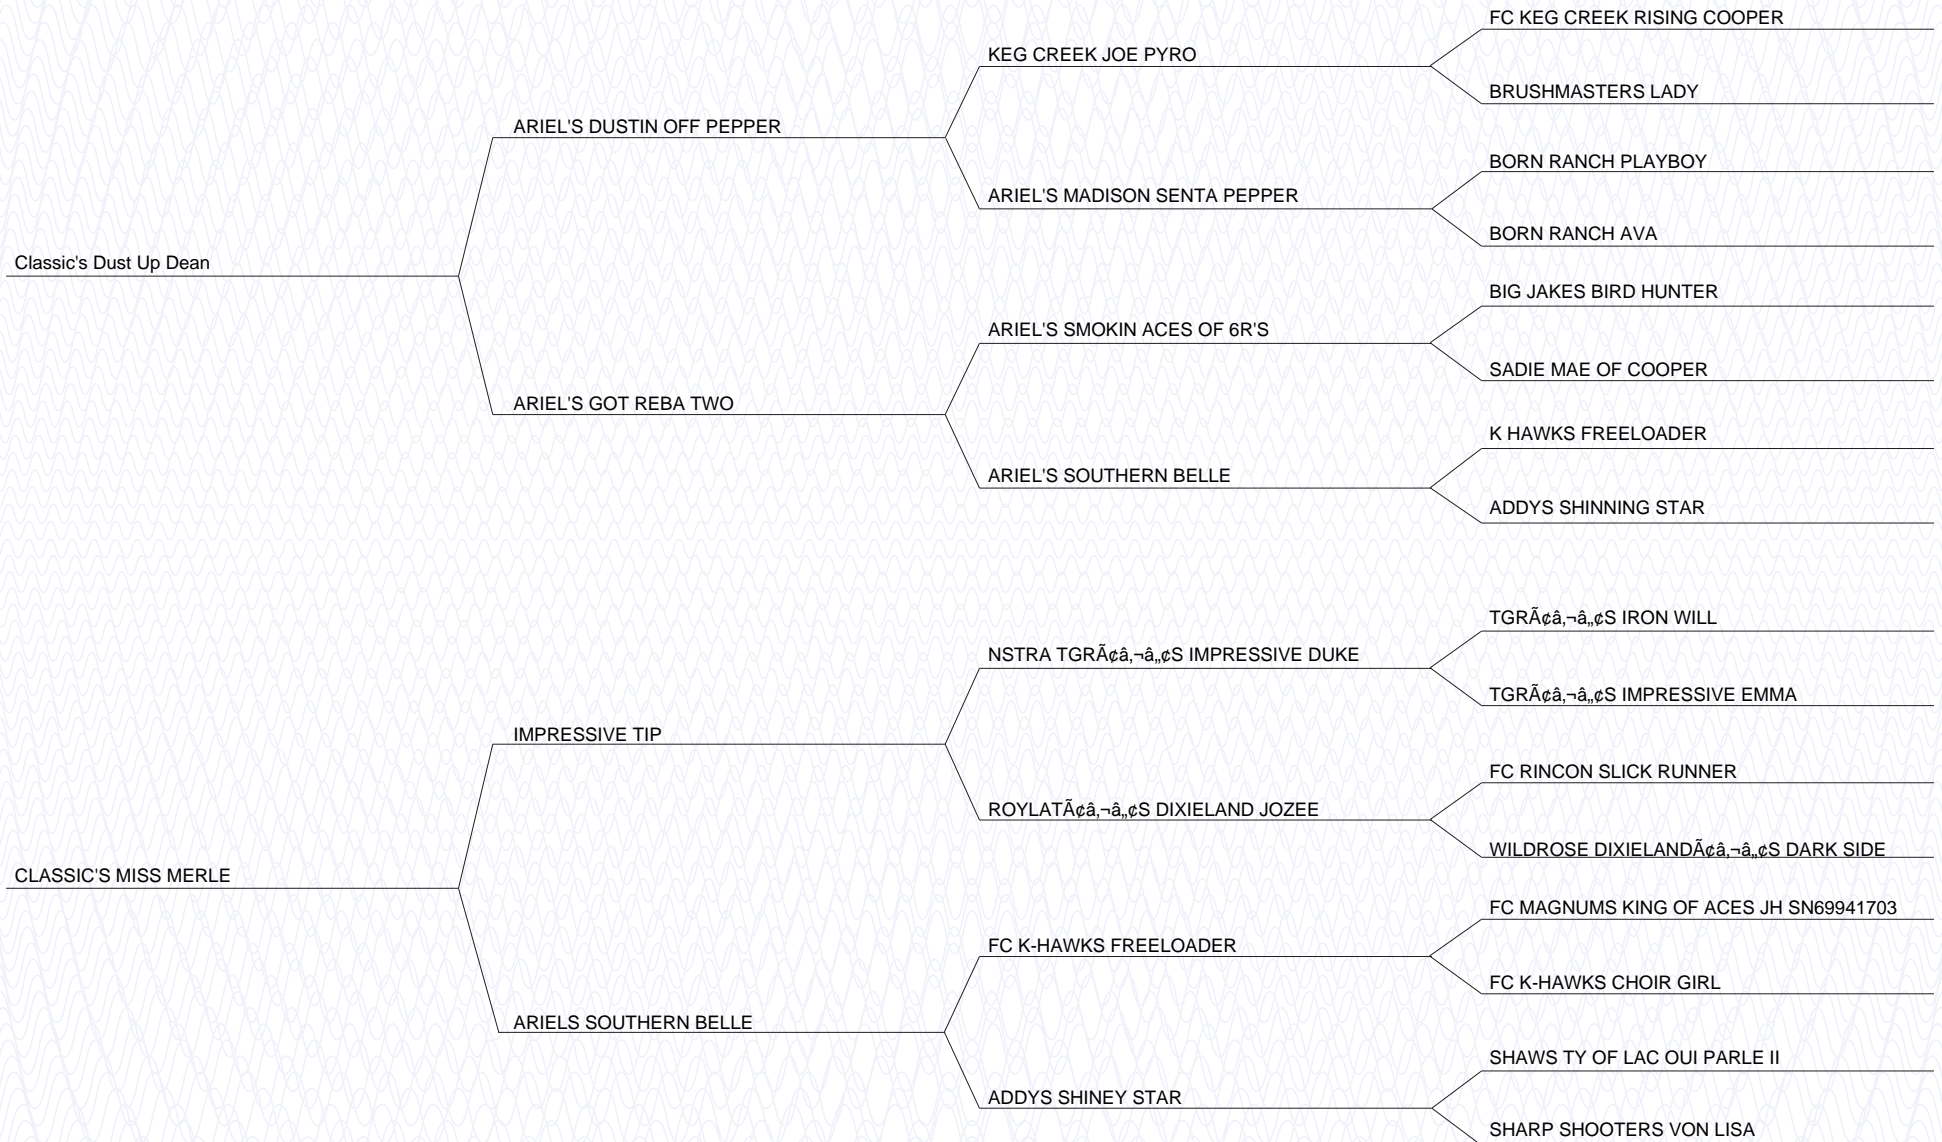 FC KEG CREEK RISING COOPER
KEG CREEK JOE PYRO
BRUSHMASTERS LADY
ARIEL'S DUSTIN OFF PEPPER
BORN RANCH PLAYBOY
ARIEL'S MADISON SENTA PEPPER
BORN RANCH AVA
Classic's Dust Up Dean
BIG JAKES BIRD HUNTER
ARIEL'S SMOKIN ACES OF 6R'S
SADIE MAE OF COOPER
ARIEL'S GOT REBA TWO
K HAWKS FREELOADER
ARIEL'S SOUTHERN BELLE
ADDYS SHINNING STAR
TGRÃ¢â‚¬â„¢S IRON WILL
NSTRA TGRÃ¢â‚¬â„¢S IMPRESSIVE DUKE
TGRÃ¢â‚¬â„¢S IMPRESSIVE EMMA
IMPRESSIVE TIP
FC RINCON SLICK RUNNER
ROYLATÃ¢â‚¬â„¢S DIXIELAND JOZEE
WILDROSE DIXIELANDÃ¢â‚¬â„¢S DARK SIDE
CLASSIC'S MISS MERLE
FC MAGNUMS KING OF ACES JH SN69941703
FC K-HAWKS FREELOADER
FC K-HAWKS CHOIR GIRL
ARIELS SOUTHERN BELLE
SHAWS TY OF LAC OUI PARLE II
ADDYS SHINEY STAR
SHARP SHOOTERS VON LISA